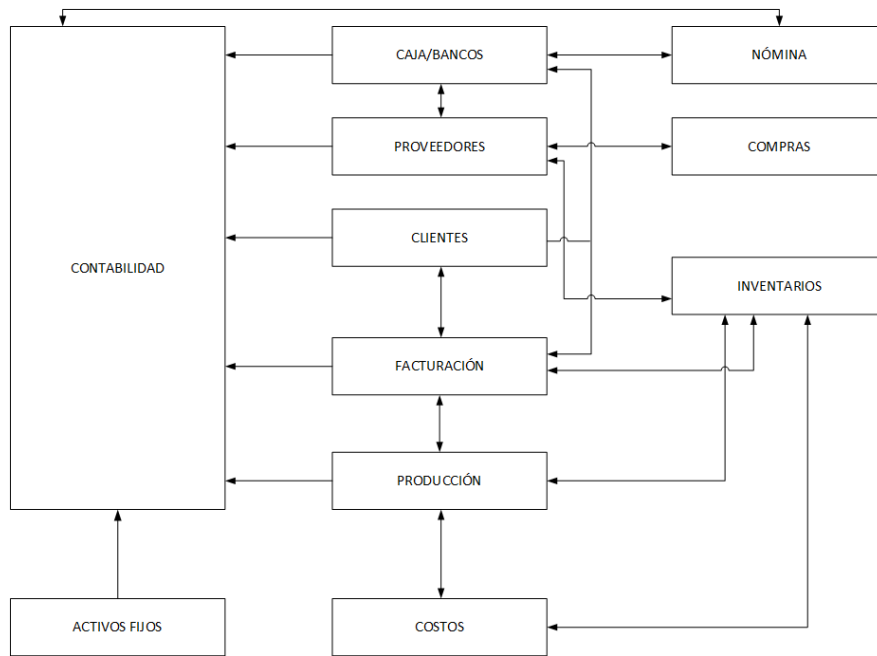 CAJA/BANCOS
NÓMINA
PROVEEDORES
COMPRAS
CLIENTES
CONTABILIDAD
INVENTARIOS
FACTURACIÓN
PRODUCCIÓN
ACTIVOS FIJOS
COSTOS